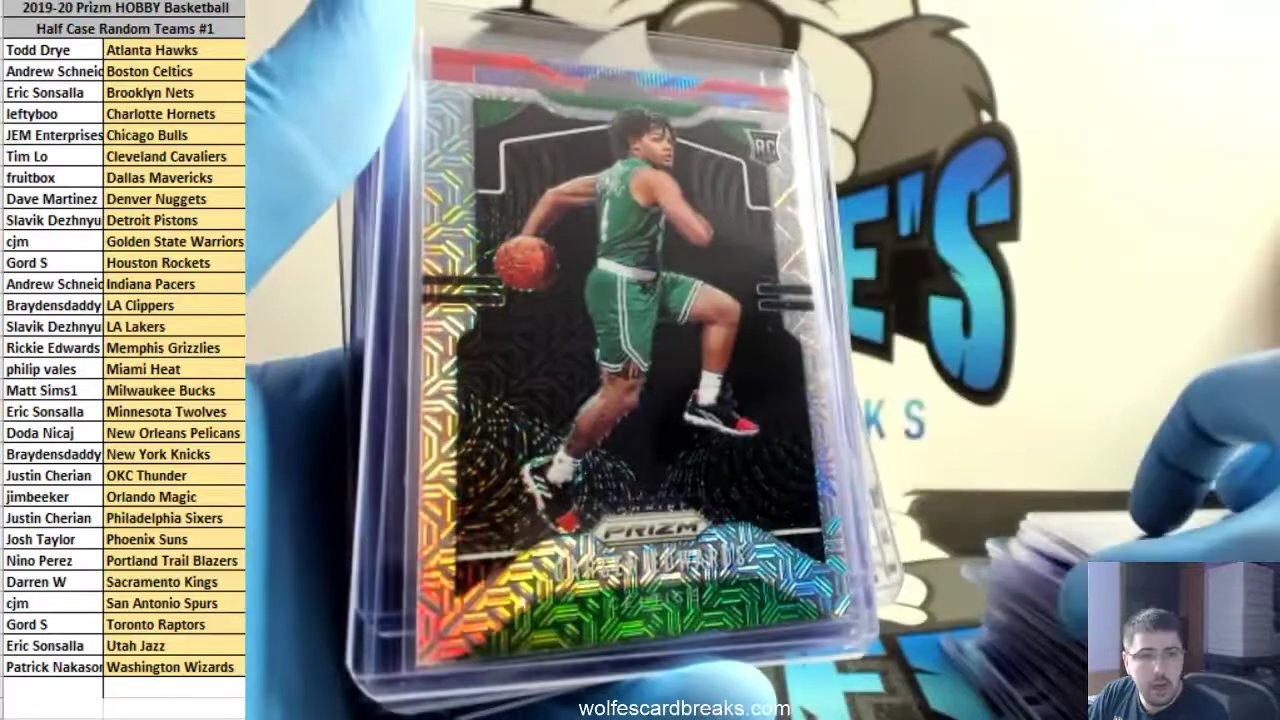 2019-20 Prizm HOBBY Basketball
Half Case Random Teams #1
Todd Drye Atlanta Hawks
Andrew Schneid Boston Celtics
Eric Sonsalla Brooklyn Nets
leftyboo Charlotte Hornets
JEM Enterprises Chicago Bulls
Tim Lo Cleveland Cavaliers
fruitbox Dallas Mavericks
Dave Martinez Denver Nuggets
Slavik Dezhnyu Detroit Pistons
cjm Golden State Warriors
Gord S Houston Rockets
Andrew Schneid Indiana Pacers
Braydensdaddy LA Clippers
Slavik Dezhnyu LA Lakers
Rickie Edwards Memphis Grizzlies
philip vales Miami Heat
Matt Sims1 Milwaukee Bucks
Eric Sonsalla Minnesota Twolves
Doda Nicaj New Orleans Pelicans
Braydensdaddy New York Knicks
Justin Cherian OKC Thunder
jimbeeker Orlando Magic
Justin Cherian Philadelphia Sixers
Josh Taylor Phoenix Suns
Nino Perez Portland Trail Blazers
Darren W Sacramento Kings
cjm San Antonio Spurs
Gord S Toronto Raptors
Eric Sonsalla Utah Jazz
Patrick Nakason Washington Wizards
RC
PANINI
PRIZM
E'S
KS
wolfescardbreaks.com